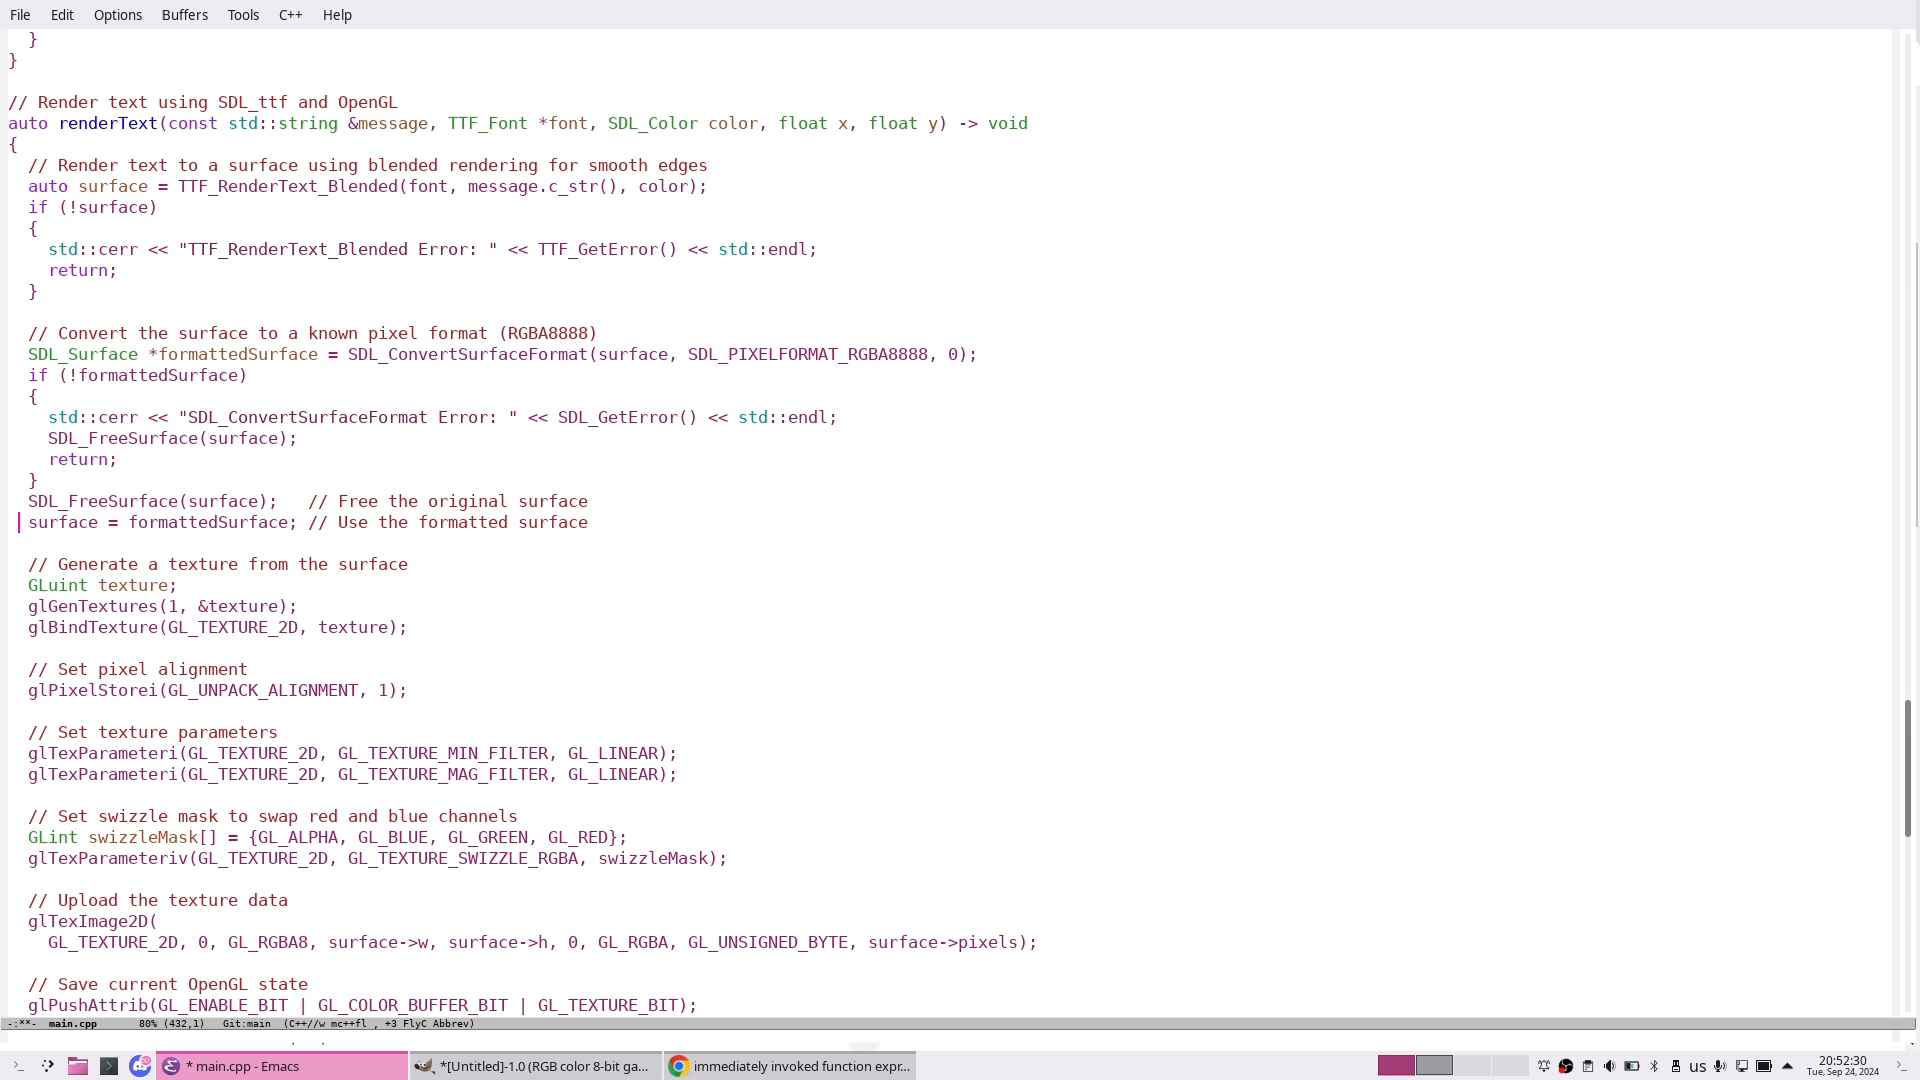 File Edit Options Buffers Tools C++ Help
  }
}
// Render text using SDL_ttf and OpenGL
auto renderText(const std::string &message, TTF_Font *font, SDL_Color color, float x, float y) -> void
{
  // Render text to a surface using blended rendering for smooth edges
  auto surface = TTF_RenderText_Blended(font, message.c_str(), color);
  if (!surface)
  {
    std::cerr << "TTF_RenderText_Blended Error: " << TTF_GetError() << std::endl;
    return;
  }
  // Convert the surface to a known pixel format (RGBA8888)
  SDL_Surface *formattedSurface = SDL_ConvertSurfaceFormat(surface, SDL_PIXELFORMAT_RGBA8888, 0);
  if (!formattedSurface)
  {
    std::cerr << "SDL_ConvertSurfaceFormat Error: " << SDL_GetError() << std::endl;
    SDL_FreeSurface(surface);
    return;
  }
  SDL_FreeSurface(surface);   // Free the original surface
  surface = formattedSurface; // Use the formatted surface
  // Generate a texture from the surface
  GLuint texture;
  glGenTextures(1, &texture);
  glBindTexture(GL_TEXTURE_2D, texture);
  // Set pixel alignment
  glPixelStorei(GL_UNPACK_ALIGNMENT, 1);
  // Set texture parameters
  glTexParameteri(GL_TEXTURE_2D, GL_TEXTURE_MIN_FILTER, GL_LINEAR);
  glTexParameteri(GL_TEXTURE_2D, GL_TEXTURE_MAG_FILTER, GL_LINEAR);
  // Set swizzle mask to swap red and blue channels
  GLint swizzleMask[] = {GL_ALPHA, GL_BLUE, GL_GREEN, GL_RED};
  glTexParameteriv(GL_TEXTURE_2D, GL_TEXTURE_SWIZZLE_RGBA, swizzleMask);
  // Upload the texture data
  glTexImage2D(
    GL_TEXTURE_2D, 0, GL_RGBA8, surface->w, surface->h, 0, GL_RGBA, GL_UNSIGNED_BYTE, surface->pixels);
  // Save current OpenGL state
  glPushAttrib(GL_ENABLE_BIT | GL_COLOR_BUFFER_BIT | GL_TEXTURE_BIT);
-:**-  main.cpp       80% (432,1)   Git:main  (C++//w mc++fl , +3 FlyC Abbrev)
* main.cpp - Emacs
*[Untitled]-1.0 (RGB color 8-bit ga...
immediately invoked function expr...
us
20:52:30
Tue, Sep 24, 2024